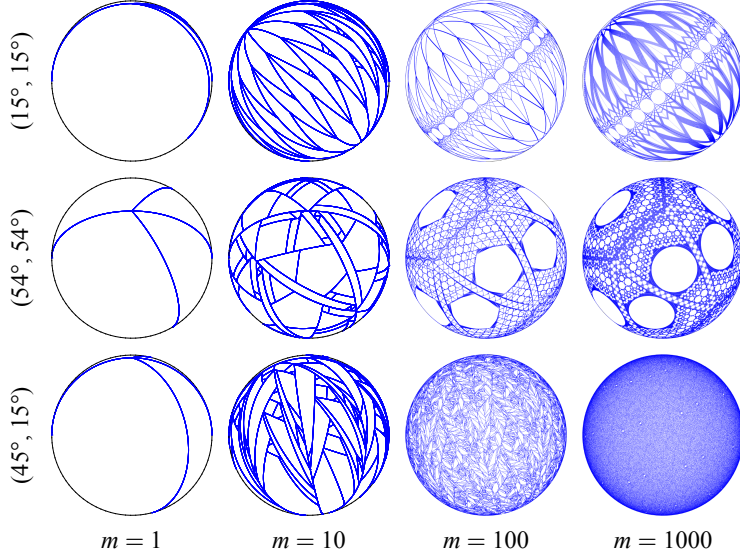 (15°, 15°)
(54°, 54°)
(45°, 15°)
m = 1 m = 10 m = 100 m = 1000